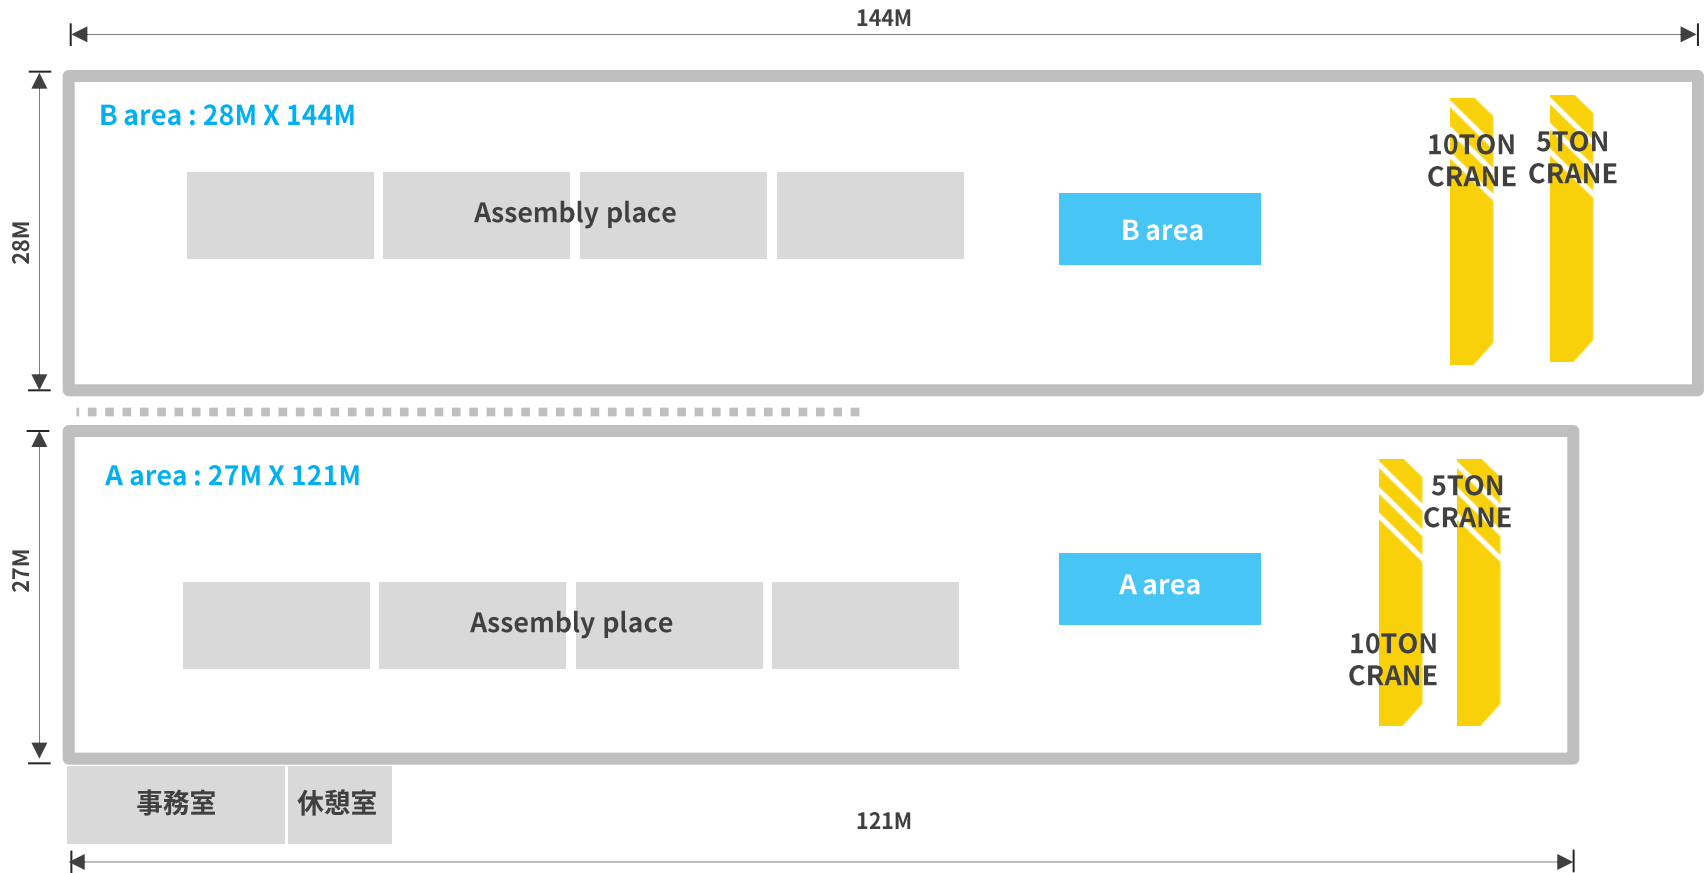 144M
B area : 28M X 144M
10TON
CRANE
5TON
CRANE
Assembly place
B area
28M
A area : 27M X 121M
5TON
CRANE
A area
27M
Assembly place
10TON
CRANE
事務室
休憩室
121M